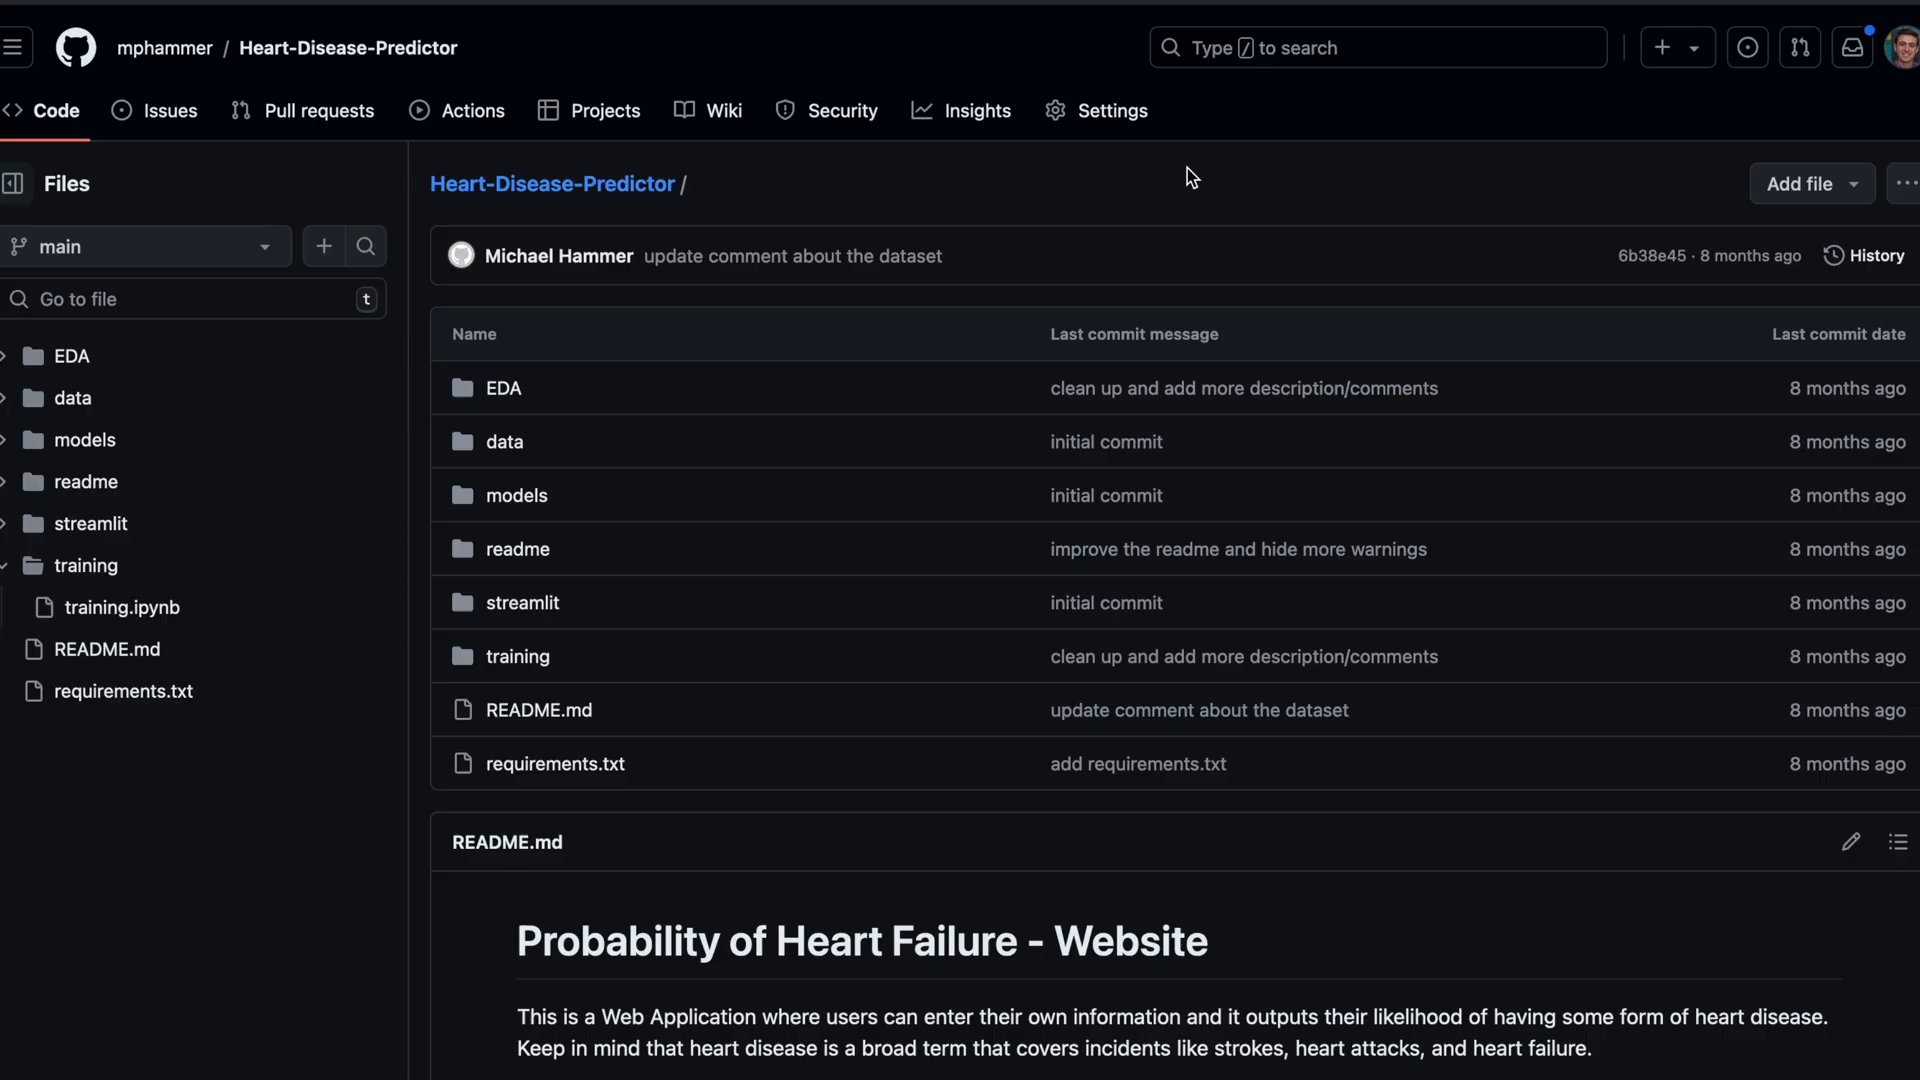 mphammer / Heart-Disease-Predictor
Type / to search
Code
Issues
Pull requests
Actions
Projects
Wiki
Security
Insights
Settings
Files
main
Go to file
t
EDA
data
models
readme
streamlit
training
training.ipynb
README.md
requirements.txt
Heart-Disease-Predictor /
Add file
Michael Hammer update comment about the dataset
6b38e45 · 8 months ago
History
Name Last commit message Last commit date
EDA clean up and add more description/comments 8 months ago
data initial commit 8 months ago
models initial commit 8 months ago
readme improve the readme and hide more warnings 8 months ago
streamlit initial commit 8 months ago
training clean up and add more description/comments 8 months ago
README.md update comment about the dataset 8 months ago
requirements.txt add requirements.txt 8 months ago
README.md
Probability of Heart Failure - Website
This is a Web Application where users can enter their own information and it outputs their likelihood of having some form of heart disease.
Keep in mind that heart disease is a broad term that covers incidents like strokes, heart attacks, and heart failure.